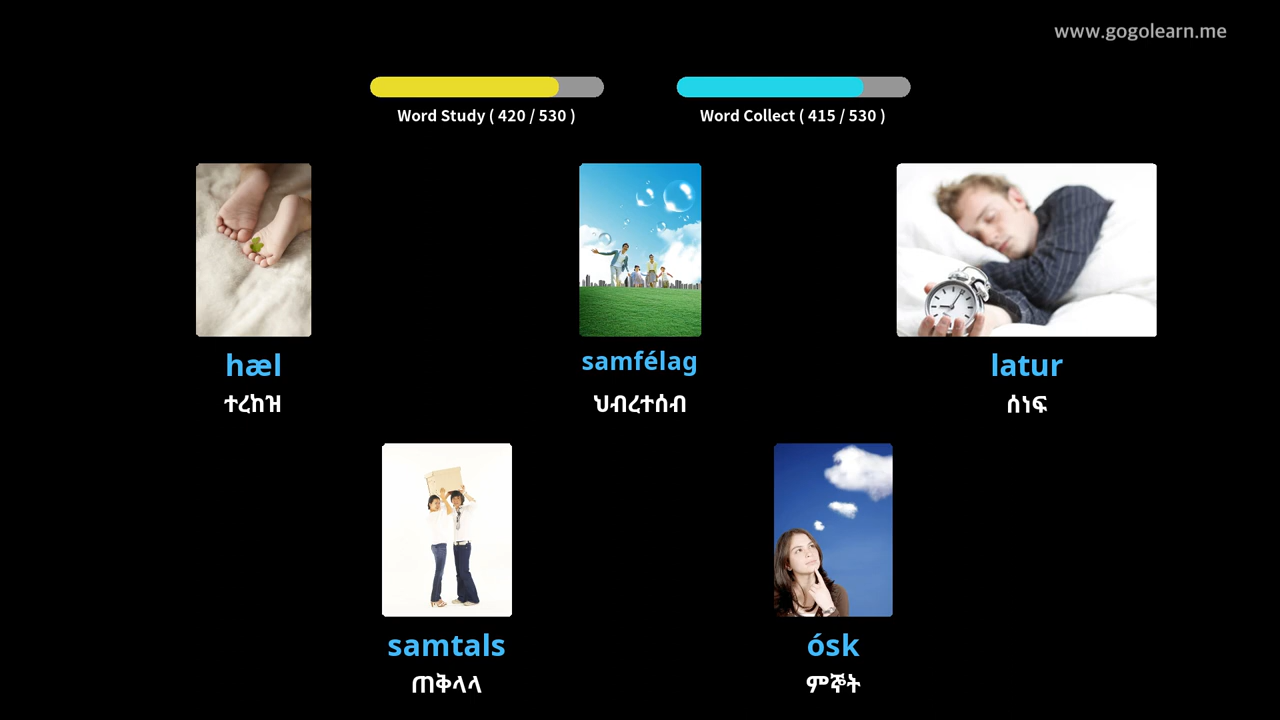 www.gogolearn.me
Word Study ( 420 / 530 )
Word Collect ( 415 / 530 )
hæl
ተረከዝ
samfélag
ህብረተሰብ
latur
ሰነፍ
samtals
ጠቅላላ
ósk
ምኞት